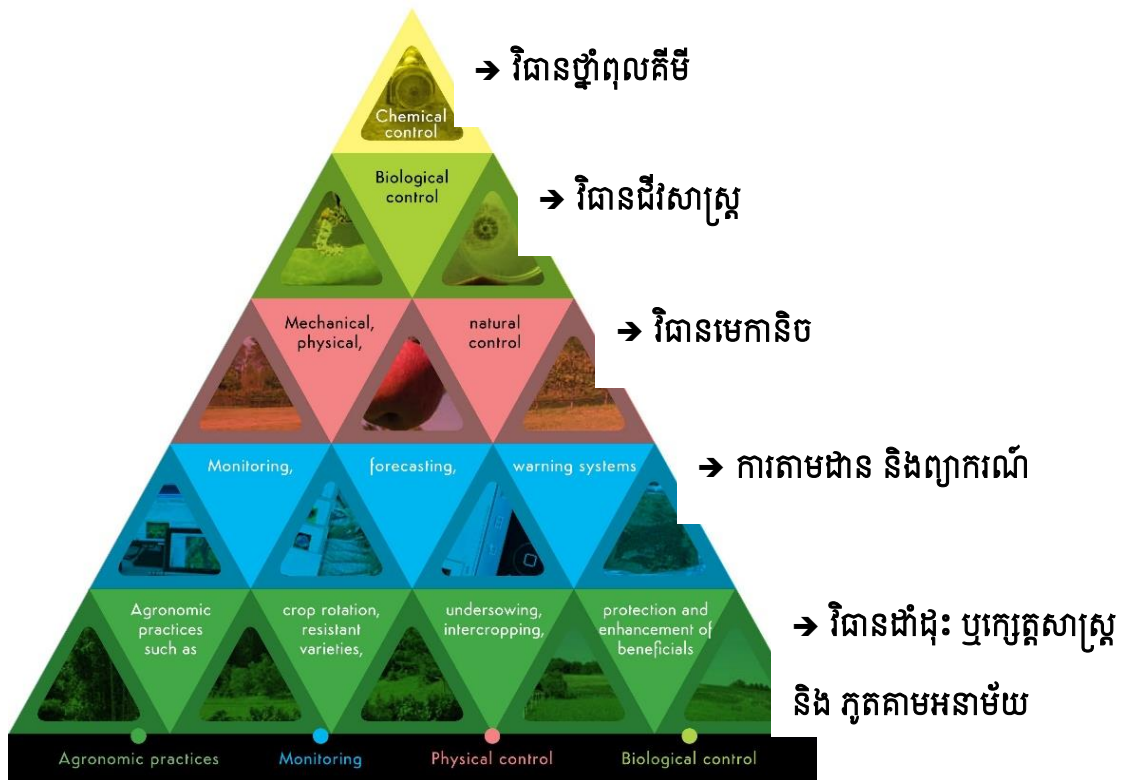 Chemical
control
➔ វិធានថ្នាំពុលគីមី
Biological
control
➔ វិធានជីវសាស្ត្រ
Mechanical,
physical,
natural
control
➔ វិធានមេកានិច
Monitoring,
forecasting,
warning systems
➔ ការតាមដាន និងព្យាករណ៍
Agronomic
practices
such as
crop rotation,
resistant
varieties,
undersowing,
intercropping,
protection and
enhancement of
beneficials
➔ វិធានដាំដុះ ឬក្សេត្តសាស្ត្រ
និង ភូតគាមអនាម័យ
Agronomic practices
Monitoring
Physical control
Biological control